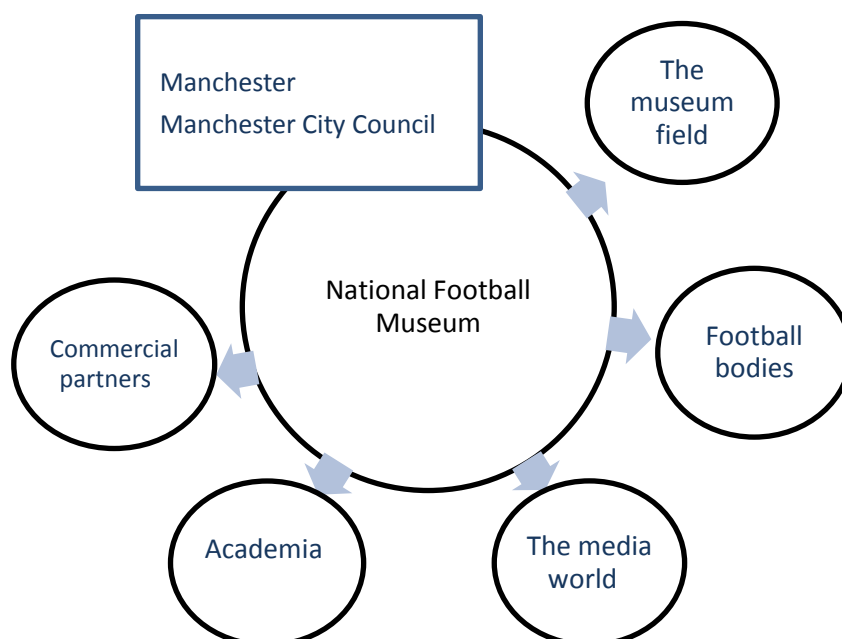 Manchester
Manchester City Council
The
museum
field
National Football
Museum
Football
bodies
Commercial
partners
Academia
The media
world